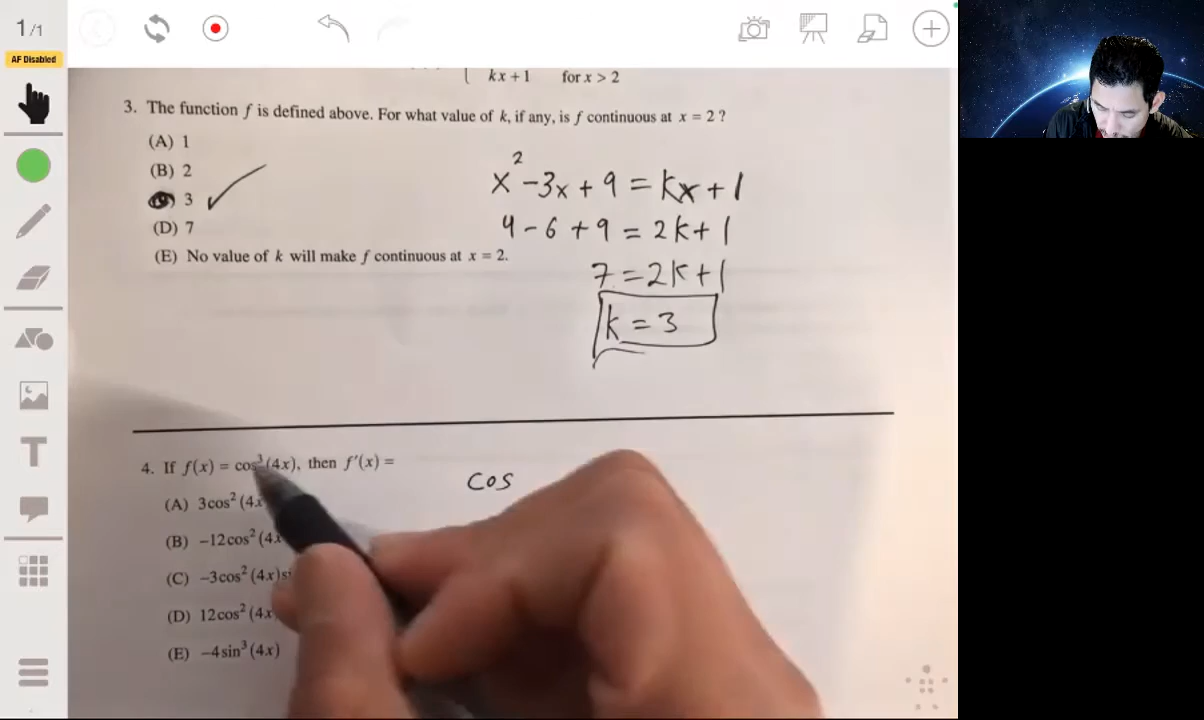 1/1
AF Disabled
kx + 1 for x > 2
3. The function f is defined above. For what value of k, if any, is f continuous at x = 2 ?
(A) 1
(B) 2
3
(D) 7
(E) No value of k will make f continuous at x = 2.
x² - 3x + 9 = kx + 1
4 - 6 + 9 = 2k + 1
7 = 2k + 1
k = 3
4. If f(x) = cos³(4x), then f′(x) =
(A) 3cos²(4x
(B) −12cos²(4x
(C) −3cos²(4x)si
(D) 12cos²(4x
(E) −4sin³(4x)
cos
T